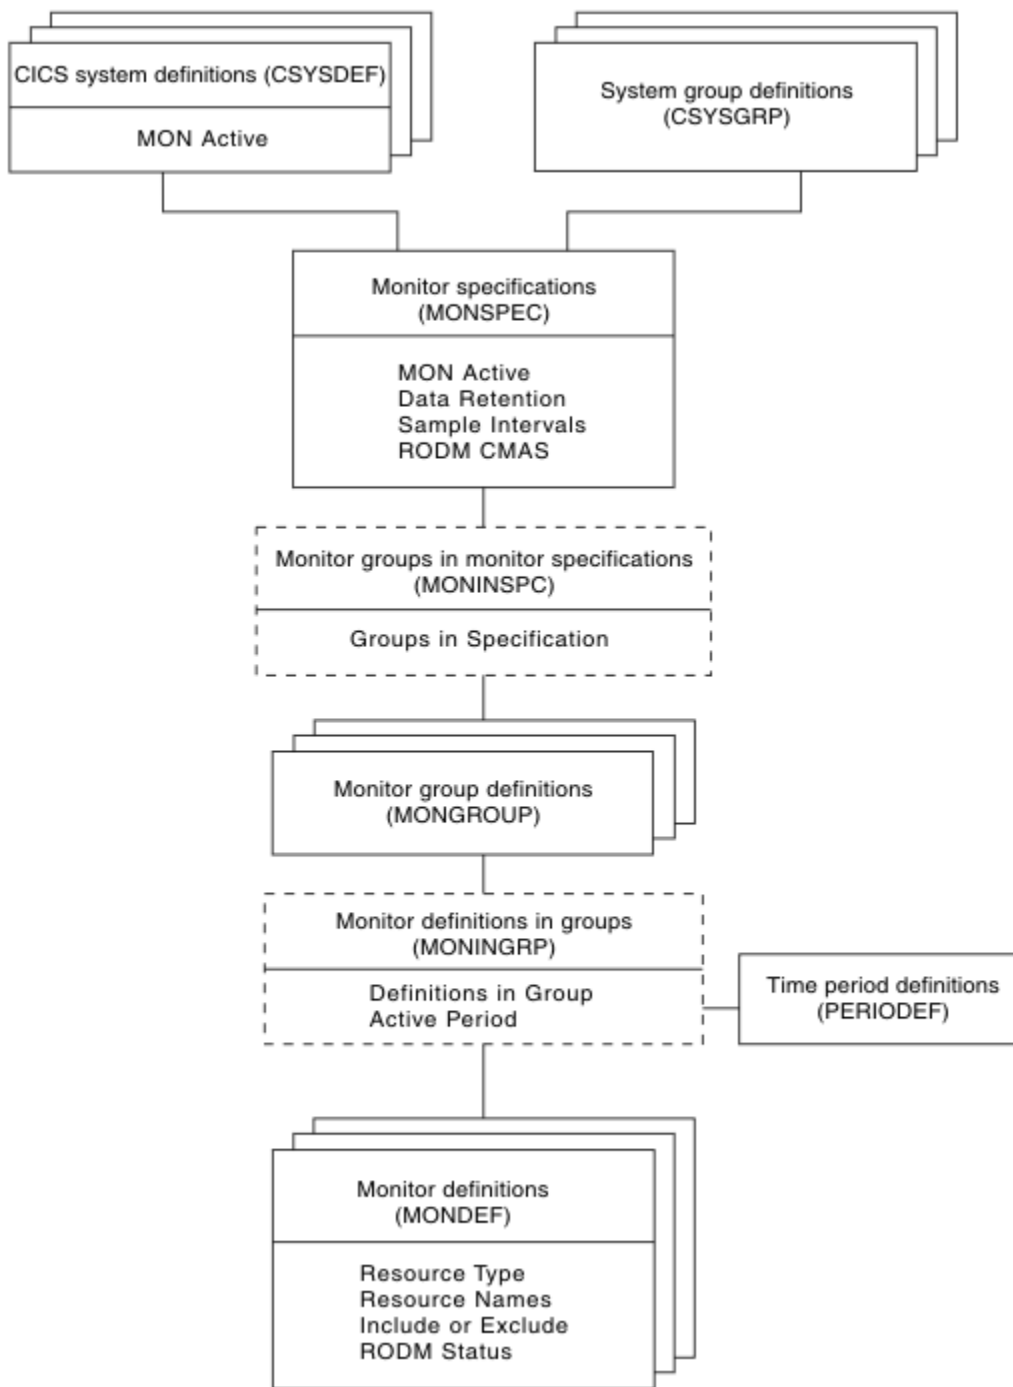 CICS system definitions (CSYSDEF)
MON Active
System group definitions
(CSYSGRP)
Monitor specifications
(MONSPEC)
MON Active
Data Retention
Sample Intervals
RODM CMAS
Monitor groups in monitor specifications
(MONINSPC)
Groups in Specification
Monitor group definitions
(MONGROUP)
Monitor definitions in groups
(MONINGRP)
Definitions in Group
Active Period
Time period definitions
(PERIODEF)
Monitor definitions
(MONDEF)
Resource Type
Resource Names
Include or Exclude
RODM Status